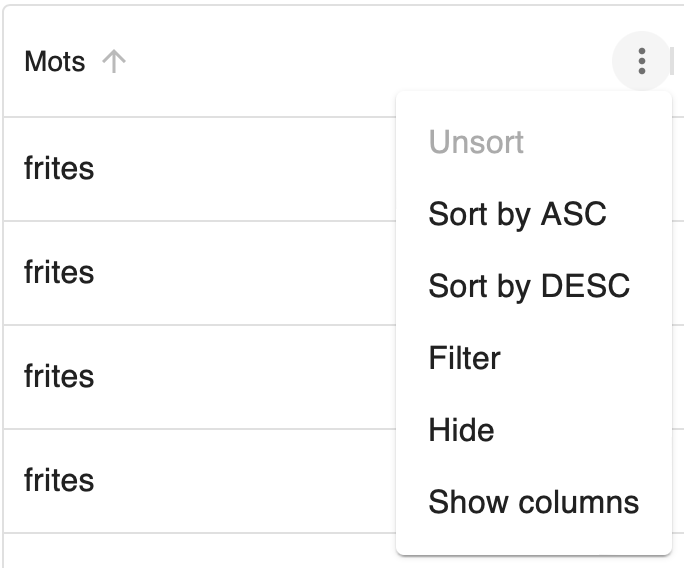 Mots
Unsort
frites
Sort by ASC
frites
Sort by DESC
Filter
frites
Hide
frites
Show columns